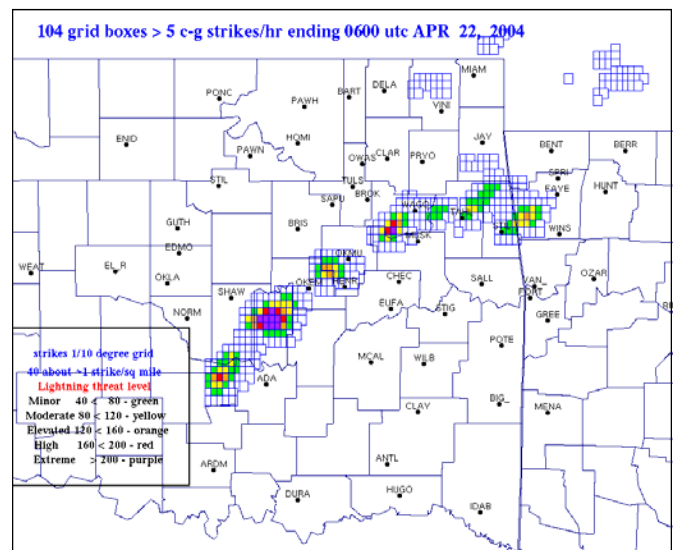 104 grid boxes > 5 c-g strikes/hr ending 0600 utc APR 22, 2004
MIAM
PONC
BART
DELA
PAWH
VINI
ENID
HOMI
JAY
PAWN
OWAS
CLAR
PRYO
BENT
BERR
STIL
TULS
SPRI
BROK
FAYE
HUNT
SAPU
WAGO
GUTH
BRIS
MUSK
WINS
EDMO
OKMU
WEAT
EL_R
OKLA
CHEC
SALL
VAN_
OZAR
SHAW
OKEM
HENR
FORT
NORM
EUFA
STIG
GREE
strikes 1/10 degree grid
40 about ~1 strike/sq mile
Lightning threat level
Minor 40 < 80 - green
Moderate 80 < 120 - yellow
Elevated 120 < 160 - orange
High 160 < 200 - red
Extreme > 200 - purple
POTE
MCAL
WILB
ADA
CLAY
BIG_
MENA
ARDM
ANTL
DURA
HUGO
IDAB